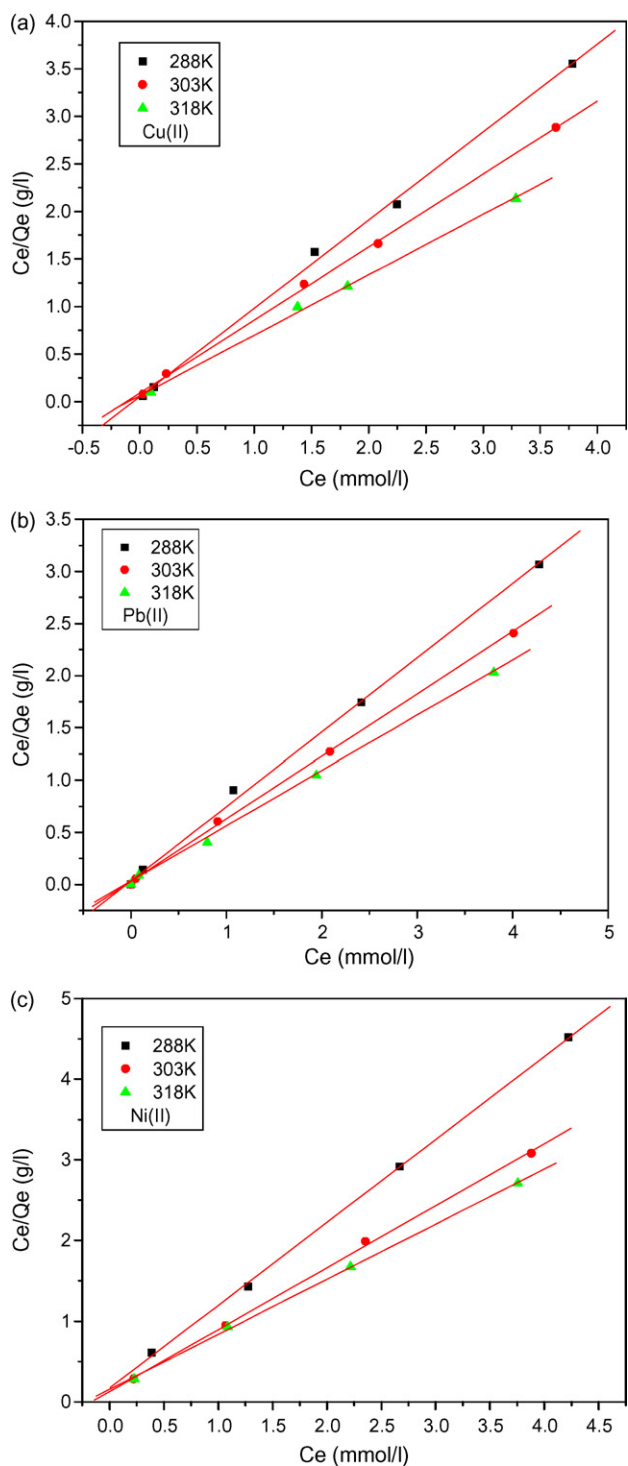 (a)
4.0
3.5
3.0
2.5
2.0
1.5
1.0
0.5
0.0
Ce/Qe (g/l)
288K
303K
318K
Cu(II)
-0.5 0.0 0.5 1.0 1.5 2.0 2.5 3.0 3.5 4.0
Ce (mmol/l)
(b)
3.5
3.0
2.5
2.0
1.5
1.0
0.5
0.0
Ce/Qe (g/l)
288K
303K
318K
Pb(II)
0 1 2 3 4 5
Ce (mmol/l)
(c)
5
4
3
2
1
0
Ce/Qe (g/l)
288K
303K
318K
Ni(II)
0.0 0.5 1.0 1.5 2.0 2.5 3.0 3.5 4.0 4.5
Ce (mmol/l)